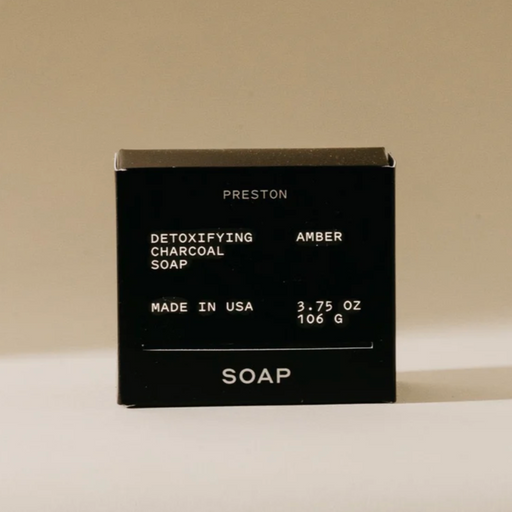 PRESTON
DETOXIFYING
CHARCOAL
SOAP
AMBER
MADE IN USA
3.75 OZ
106 G
SOAP